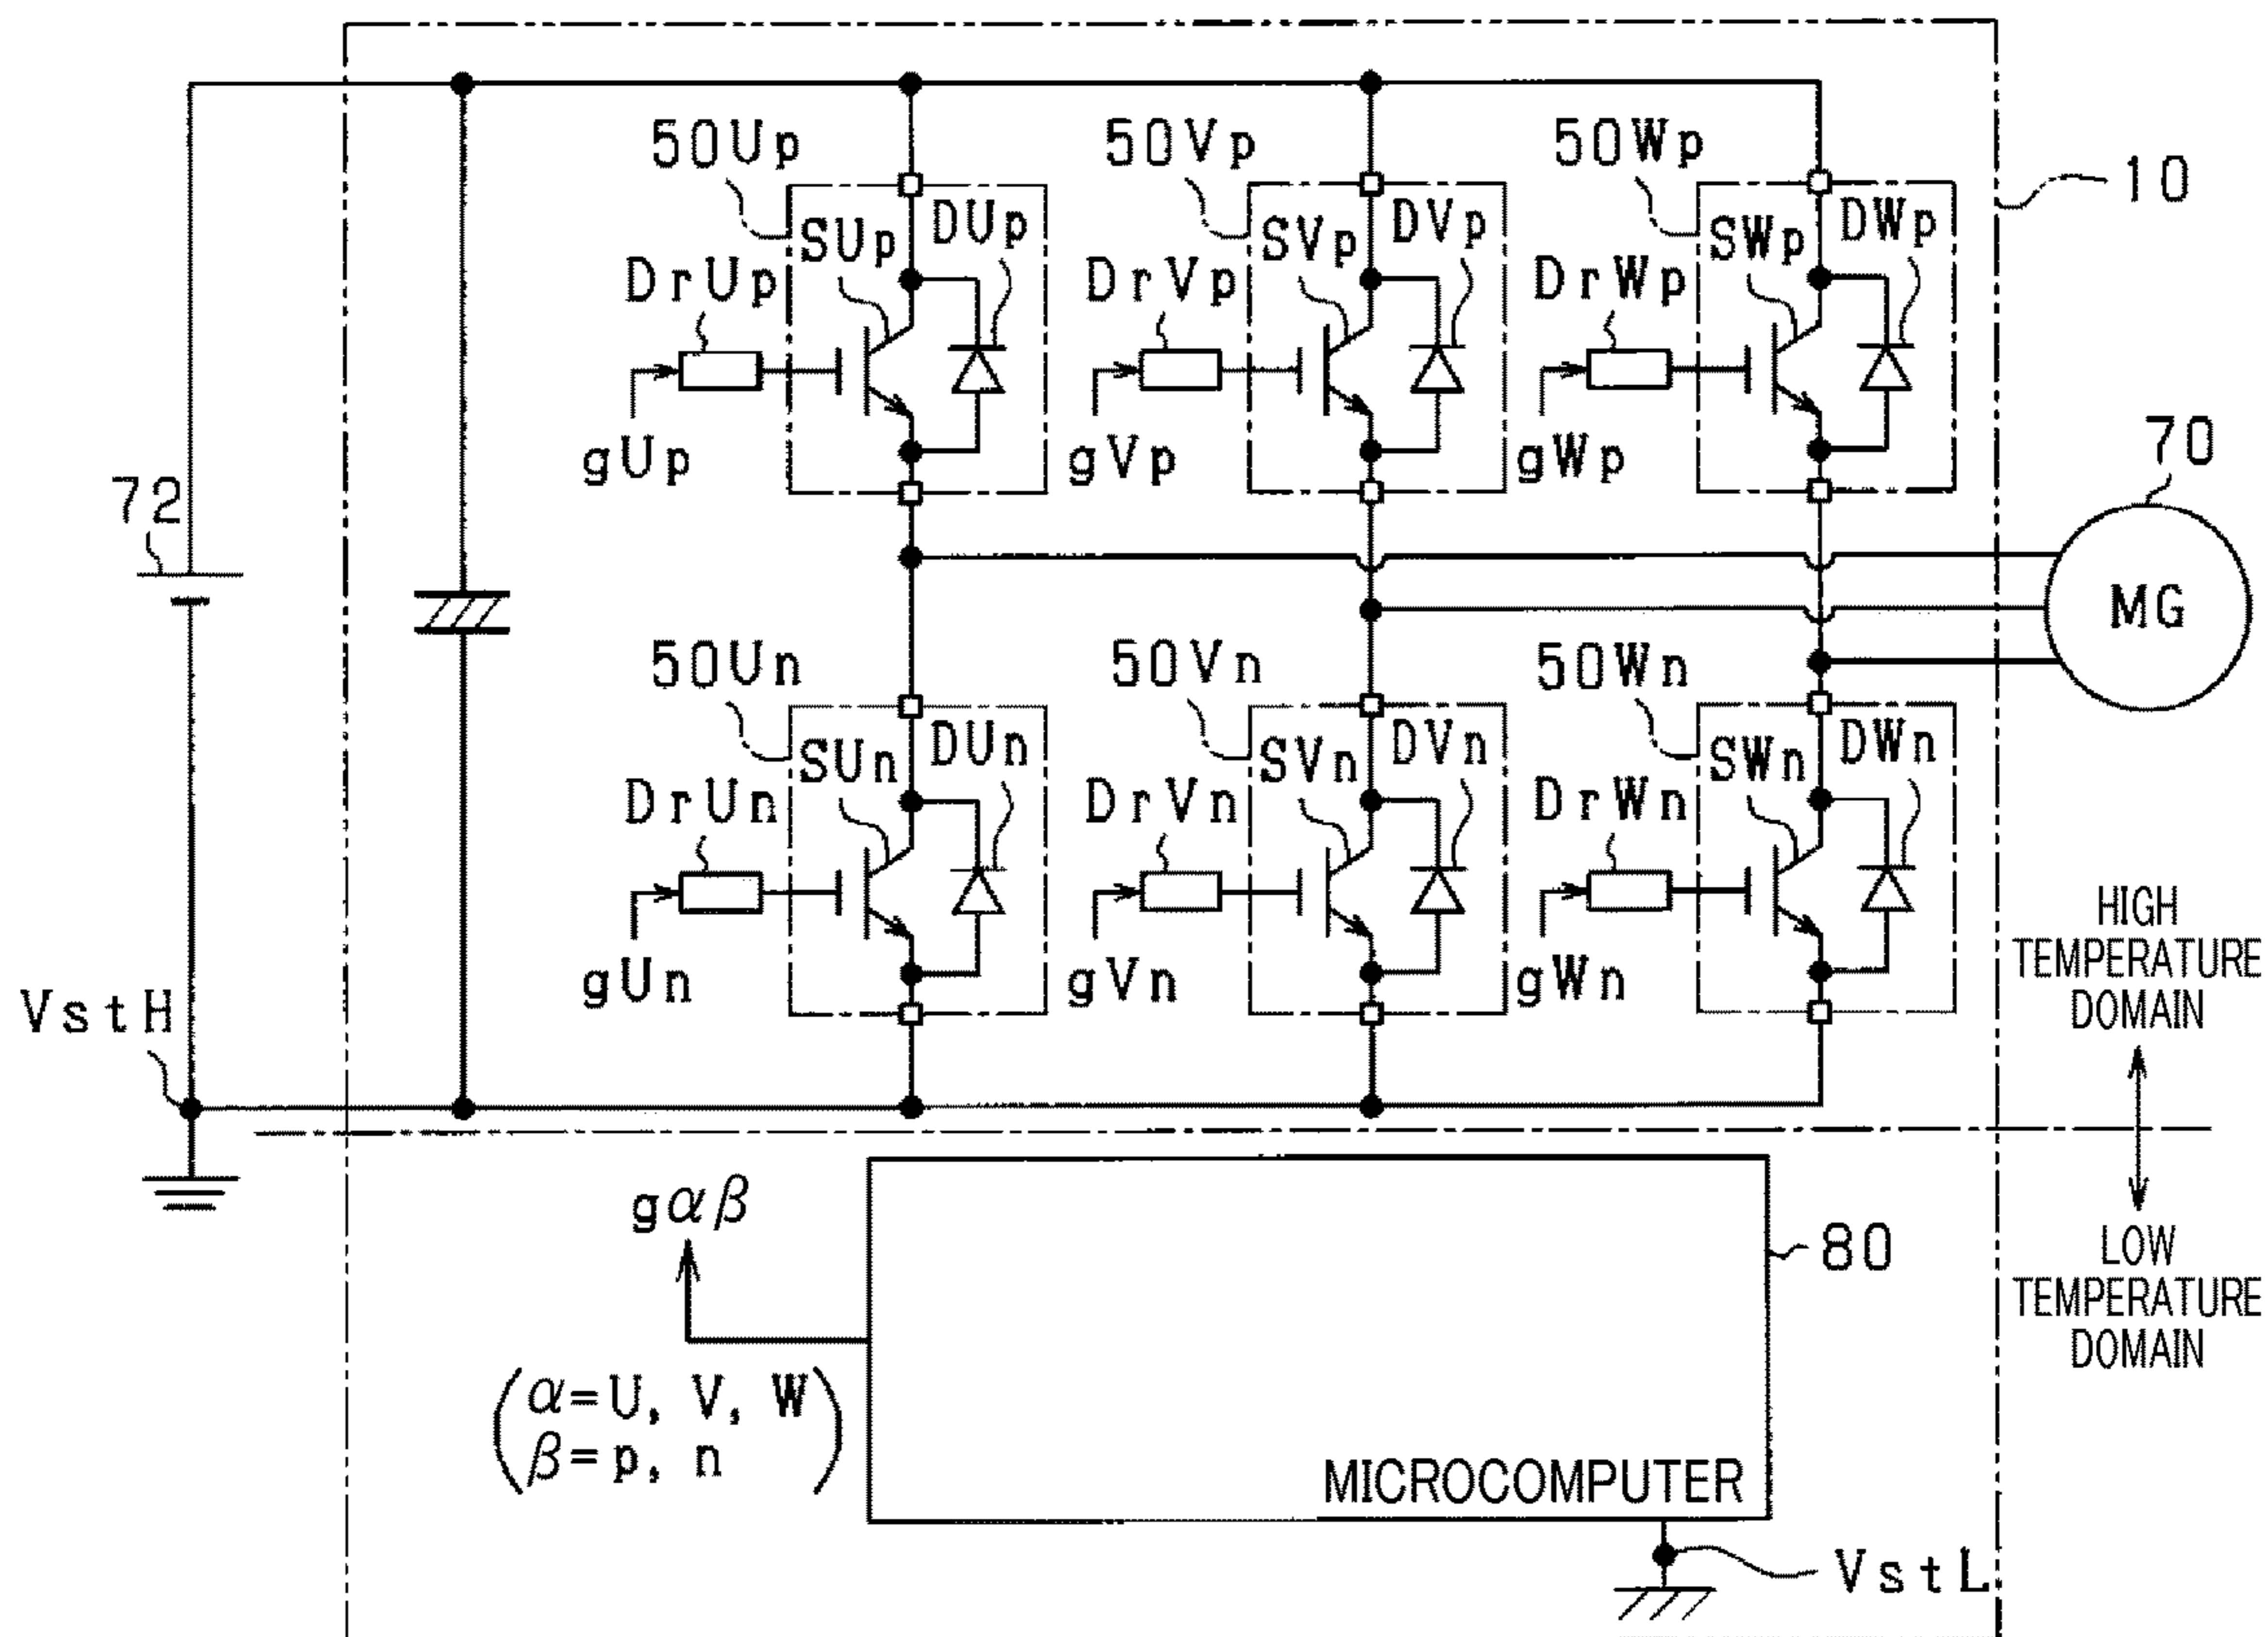 50Up
50Vp
50Wp
10
SUp
DUp
SVp
DVp
SWp
DWp
DrUp
DrVp
DrWp
gUp
gVp
gWp
70
72
MG
50Un
50Vn
50Wn
SUn
DUn
SVn
DVn
SWn
DWn
DrUn
DrVn
DrWn
gUn
gVn
gWn
HIGH
TEMPERATURE
DOMAIN
VstH
gαβ
80
LOW
TEMPERATURE
DOMAIN
(α=U, V, W
β=p, n)
MICROCOMPUTER
VstL